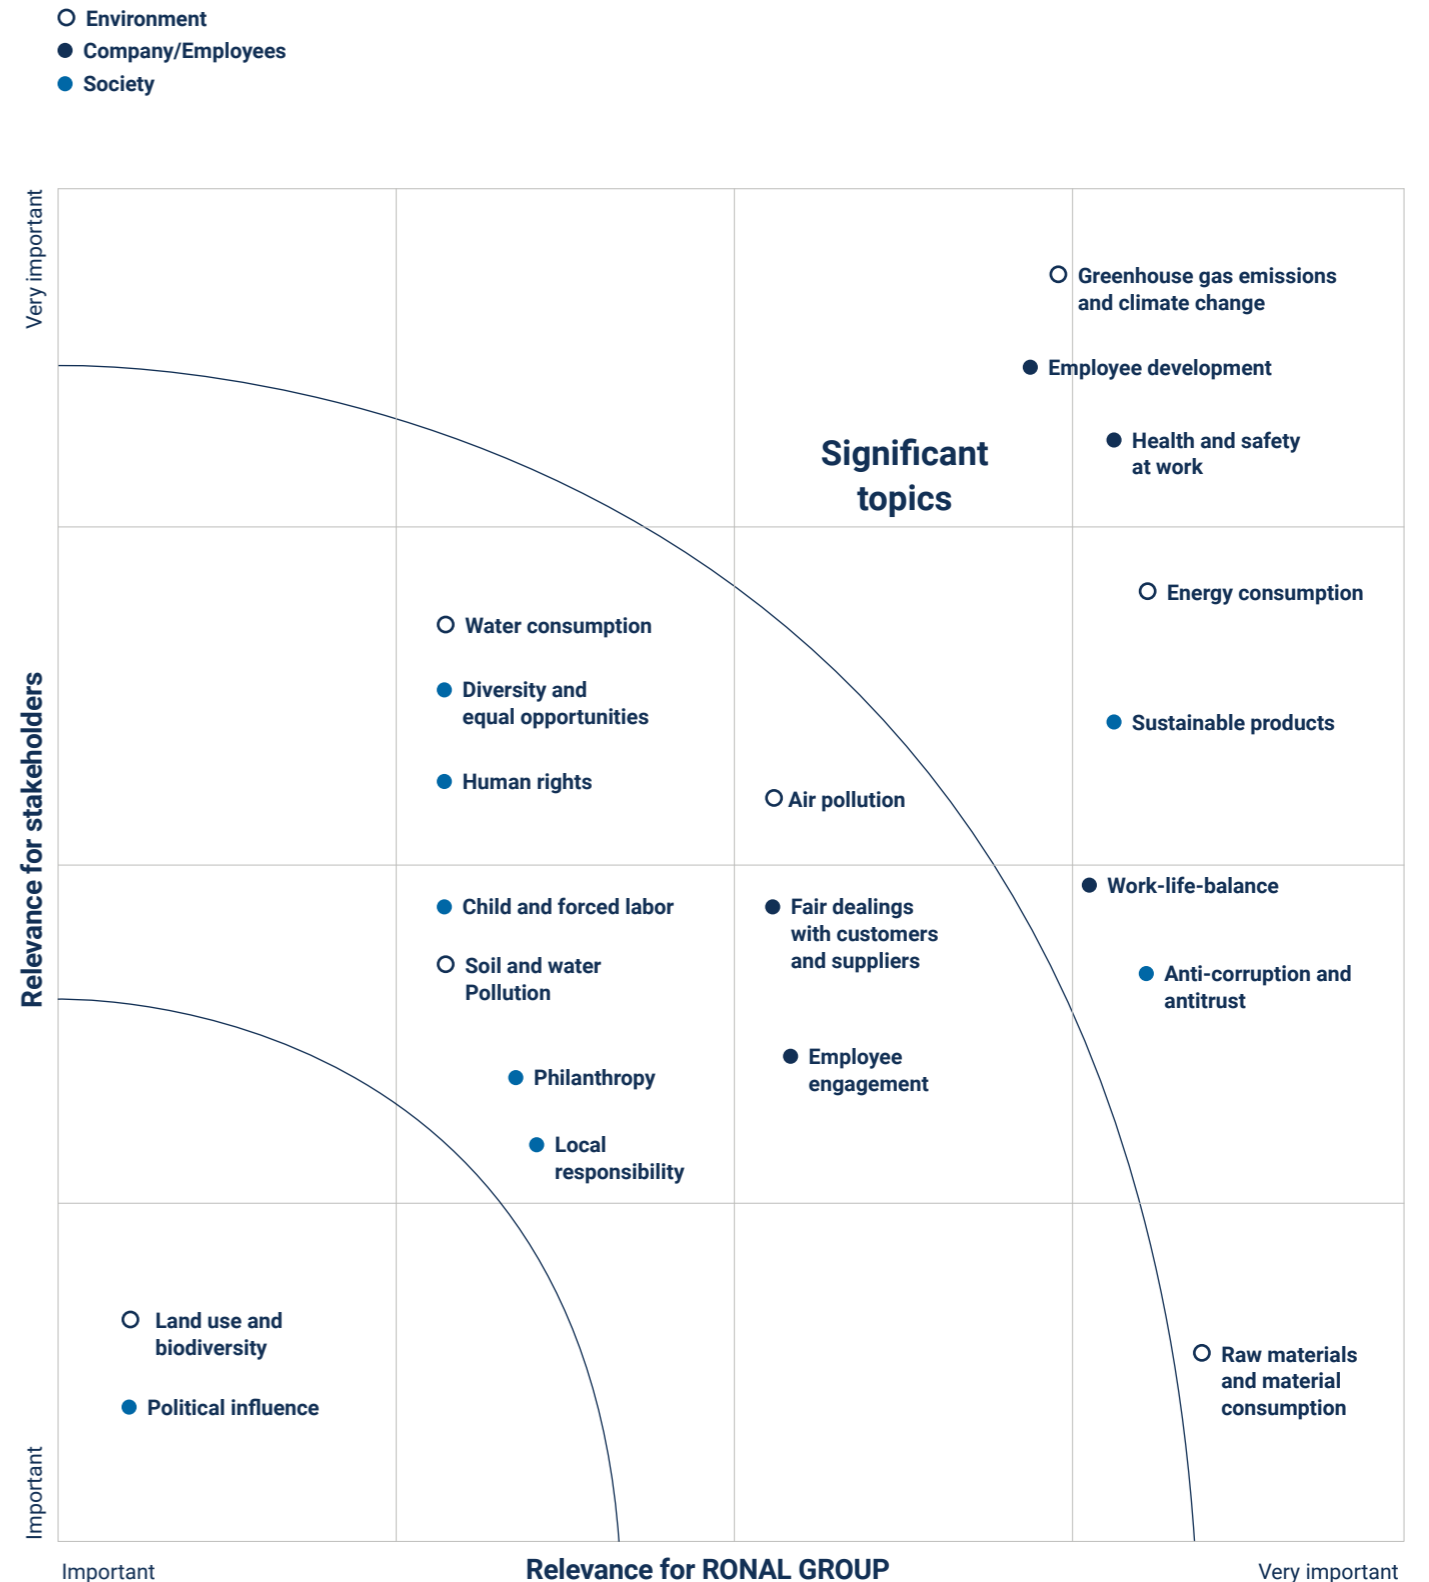 Environment
Company/Employees
Society
Very important
Greenhouse gas emissions
and climate change
Employee development
Health and safety
at work
Significant
topics
Energy consumption
Water consumption
Diversity and
equal opportunities
Sustainable products
Human rights
Air pollution
Relevance for stakeholders
Work-life-balance
Child and forced labor
Fair dealings
with customers
and suppliers
Soil and water
Pollution
Anti-corruption and
antitrust
Employee
engagement
Philanthropy
Local
responsibility
Land use and
biodiversity
Raw materials
and material
consumption
Political influence
Important
Important
Relevance for RONAL GROUP
Very important